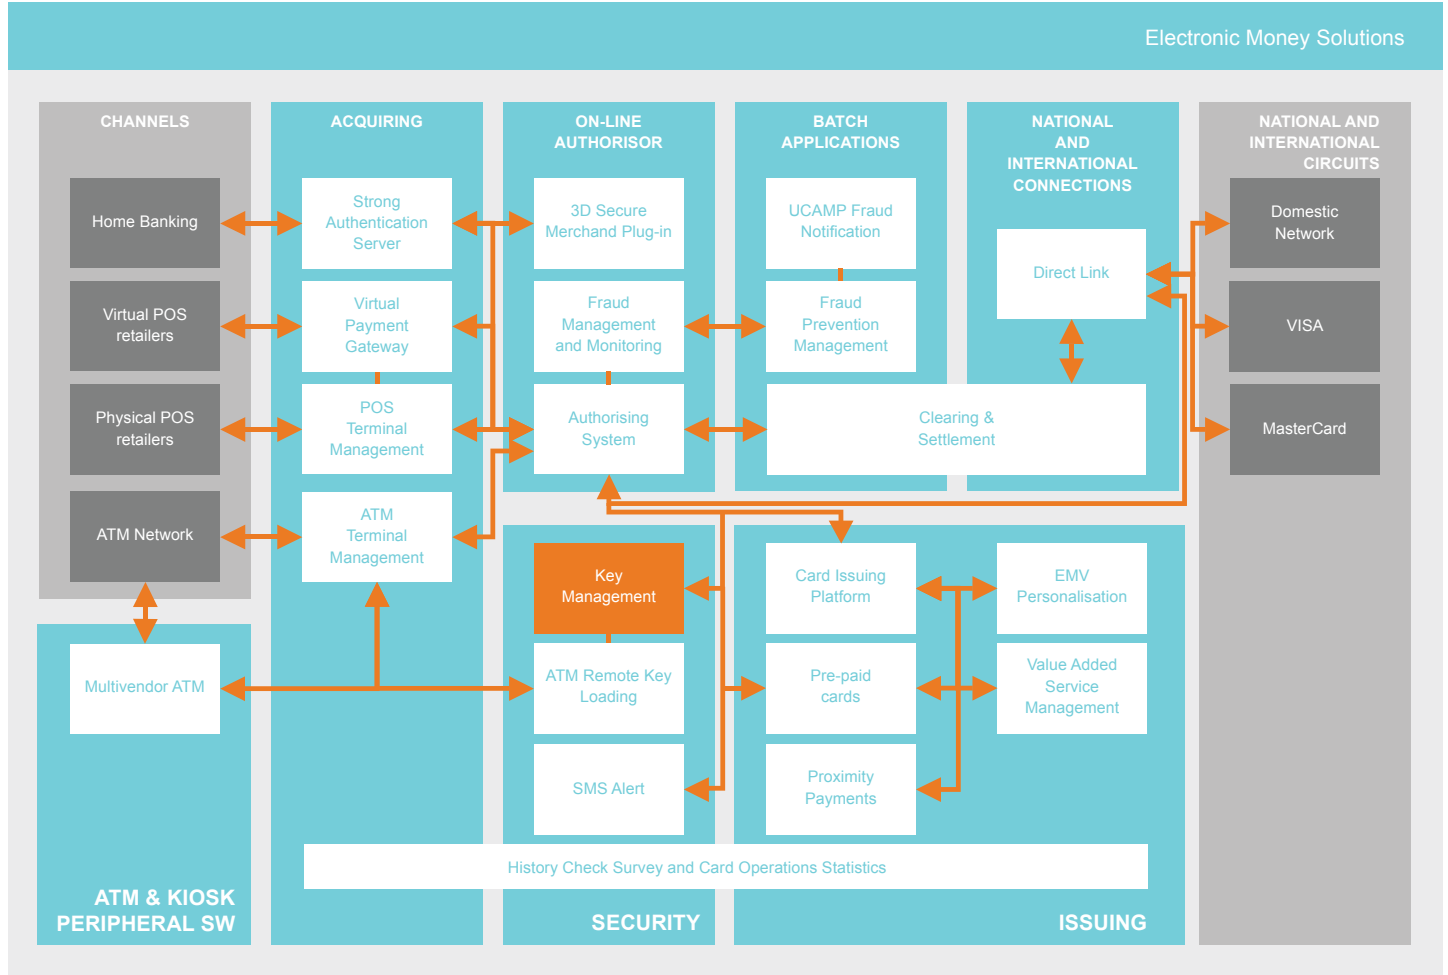 Electronic Money Solutions
CHANNELS
Home Banking
Virtual POS
retailers
Physical POS
retailers
ATM Network
ACQUIRING
Strong
Authentication
Server
Virtual
Payment
Gateway
POS
Terminal
Management
ATM
Terminal
Management
ON-LINE
AUTHORISOR
3D Secure
Merchand Plug-in
Fraud
Management
and Monitoring
Authorising
System
BATCH
APPLICATIONS
UCAMP Fraud
Notification
Fraud
Prevention
Management
NATIONAL
AND
INTERNATIONAL
CONNECTIONS
Direct Link
Clearing &
Settlement
NATIONAL AND
INTERNATIONAL
CIRCUITS
Domestic
Network
VISA
MasterCard
Multivendor ATM
ATM & KIOSK
PERIPHERAL SW
Key
Management
ATM Remote Key
Loading
SMS Alert
SECURITY
Card Issuing
Platform
EMV
Personalisation
Pre-paid
cards
Value Added
Service
Management
Proximity
Payments
History Check Survey and Card Operations Statistics
ISSUING